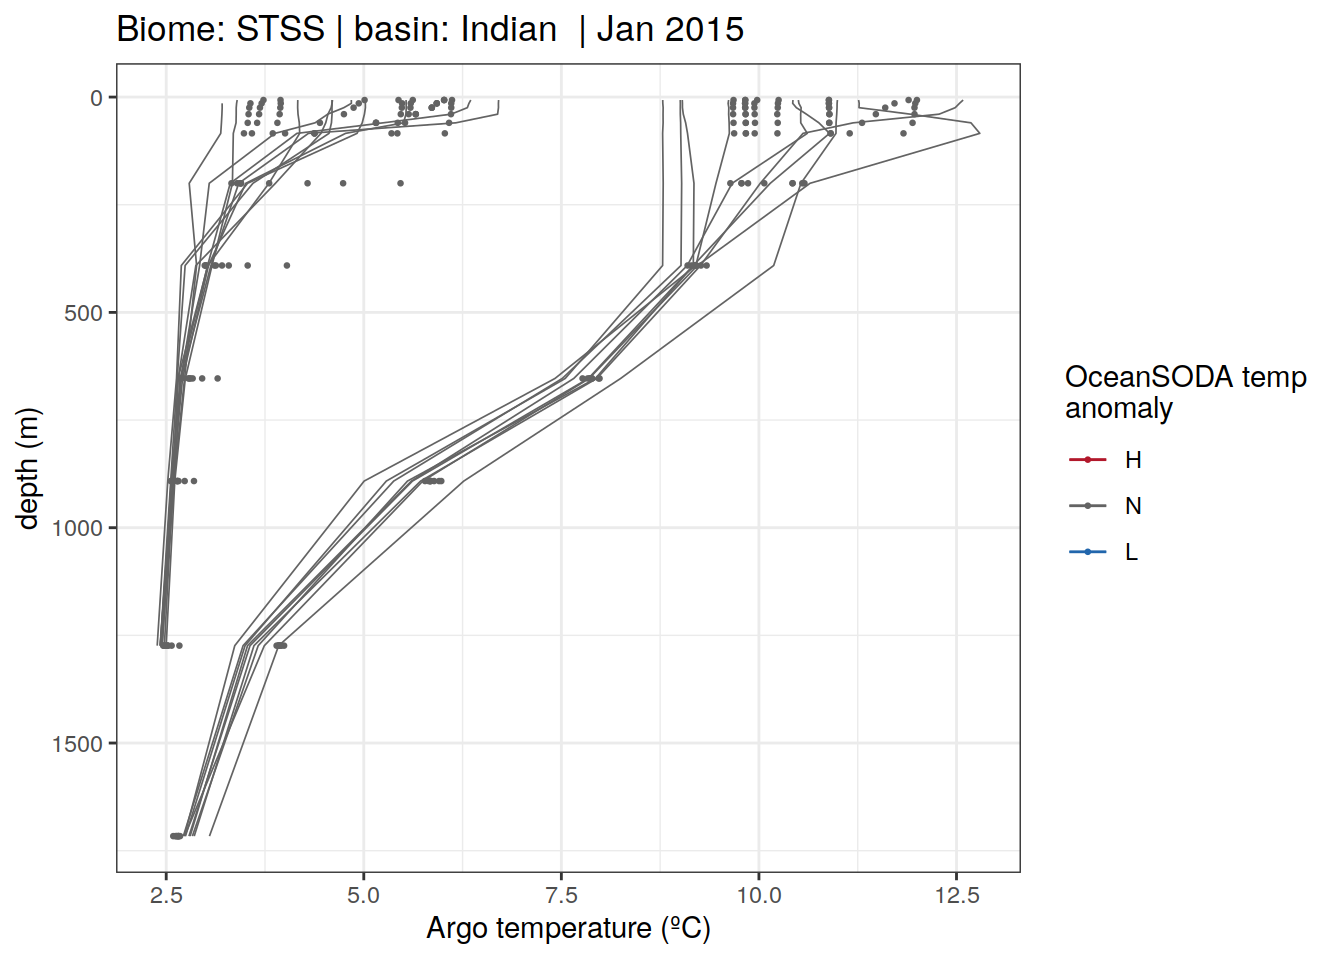 Biome: STSS | basin: Indian  | Jan 2015
0
500
1000
1500
depth (m)
2.5
5.0
7.5
10.0
12.5
Argo temperature (ºC)
OceanSODA temp
anomaly
H
N
L